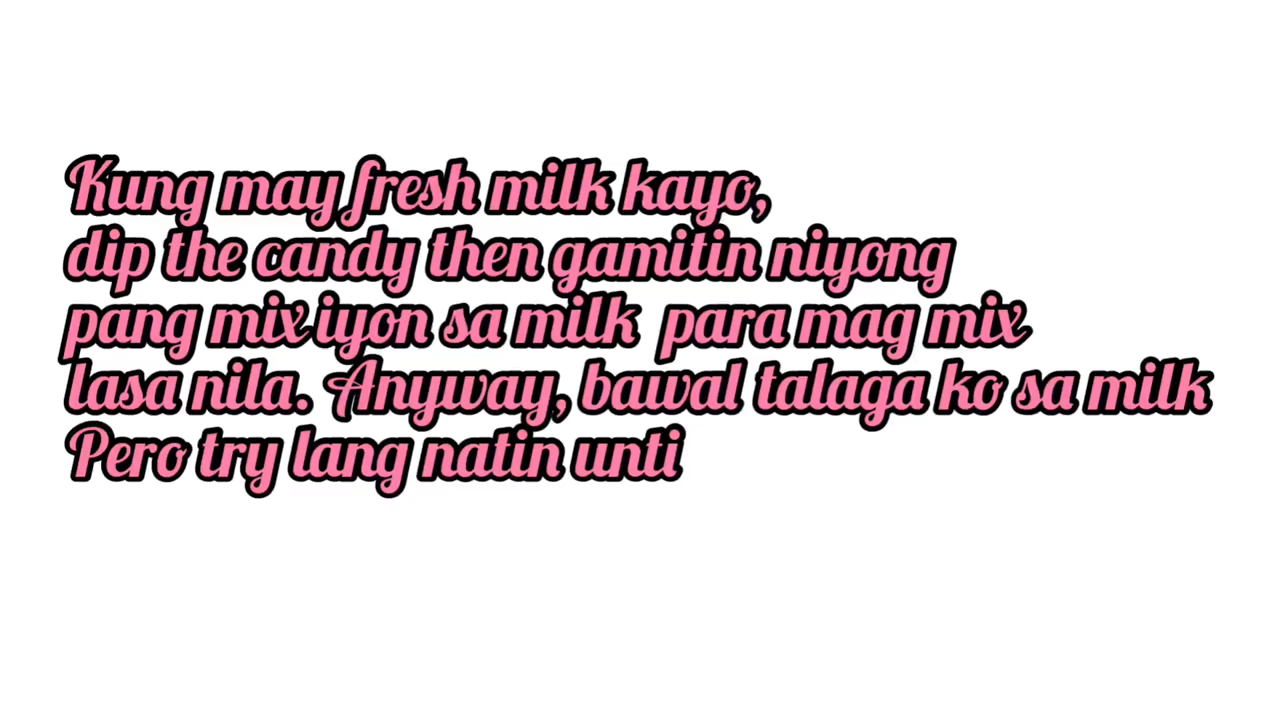 Kung may fresh milk kayo,
dip the candy then gamitin niyong
pang mix iyon sa milk para mag mix
lasa nila. Anyway, bawal talaga ko sa milk
Pero try lang natin unti